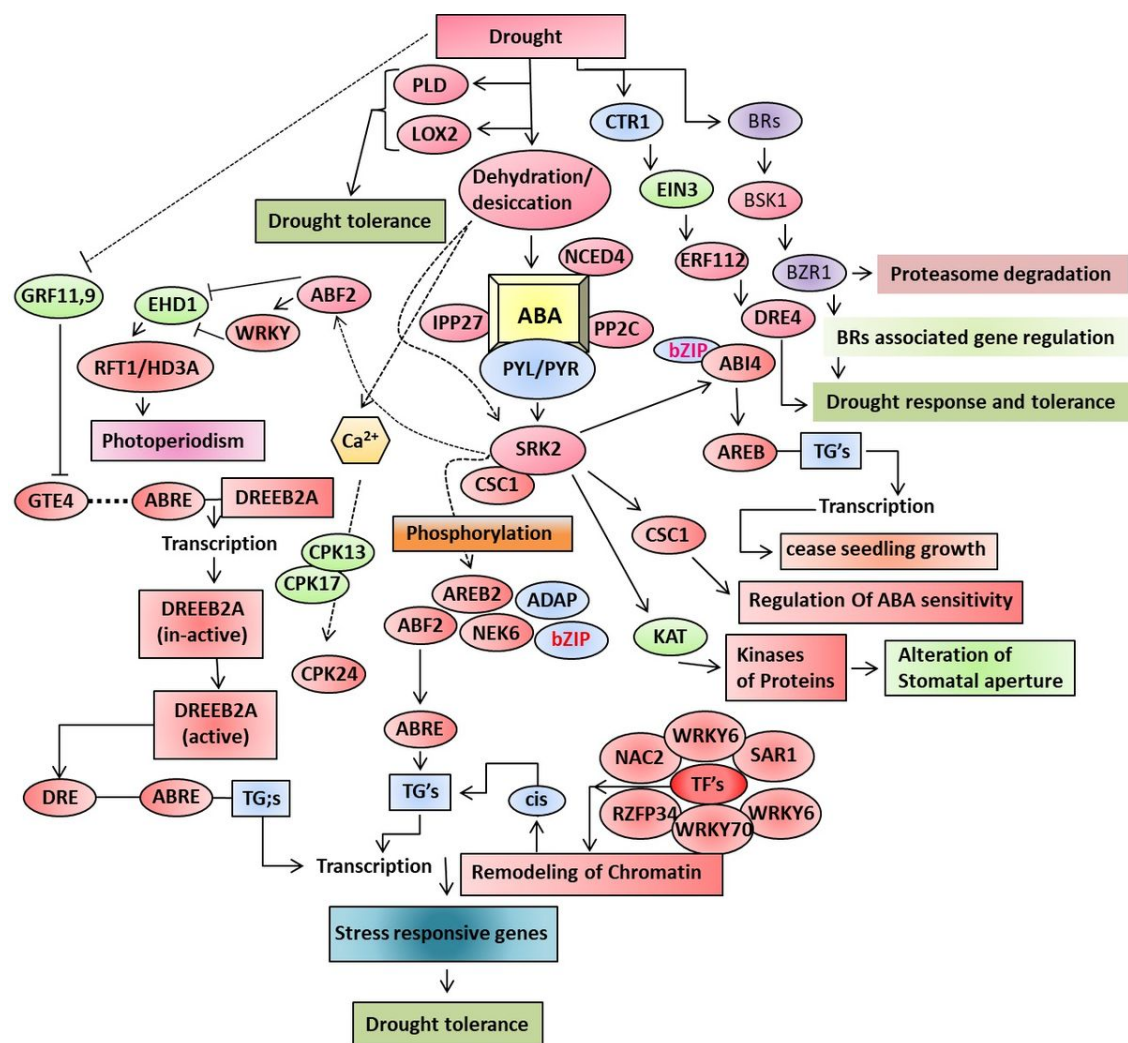 Drought
PLD
LOX2
CTR1
BRs
Dehydration/
desiccation
EIN3
BSK1
Drought tolerance
NCED4
ERF112
BZR1
Proteasome degradation
GRF11,9
EHD1
ABF2
WRKY
IPP27
ABA
PP2C
DRE4
BRs associated gene regulation
RFT1/HD3A
PYL/PYR
bZIP
ABI4
Drought response and tolerance
Photoperiodism
Ca2+
SRK2
CSC1
AREB
TG's
GTE4
ABRE
DREEB2A
Transcription
Phosphorylation
CSC1
Transcription
cease seedling growth
CPK13
CPK17
AREB2
ADAP
ABF2
NEK6
bZIP
Regulation Of ABA sensitivity
DREEB2A
(in-active)
KAT
Kinases
of Proteins
Alteration of
Stomatal aperture
CPK24
DREEB2A
(active)
ABRE
WRKY6
NAC2
SAR1
TF's
DRE
ABRE
TG;s
TG's
cis
RZFP34
WRKY70
WRKY6
Transcription
Remodeling of Chromatin
Stress responsive genes
Drought tolerance